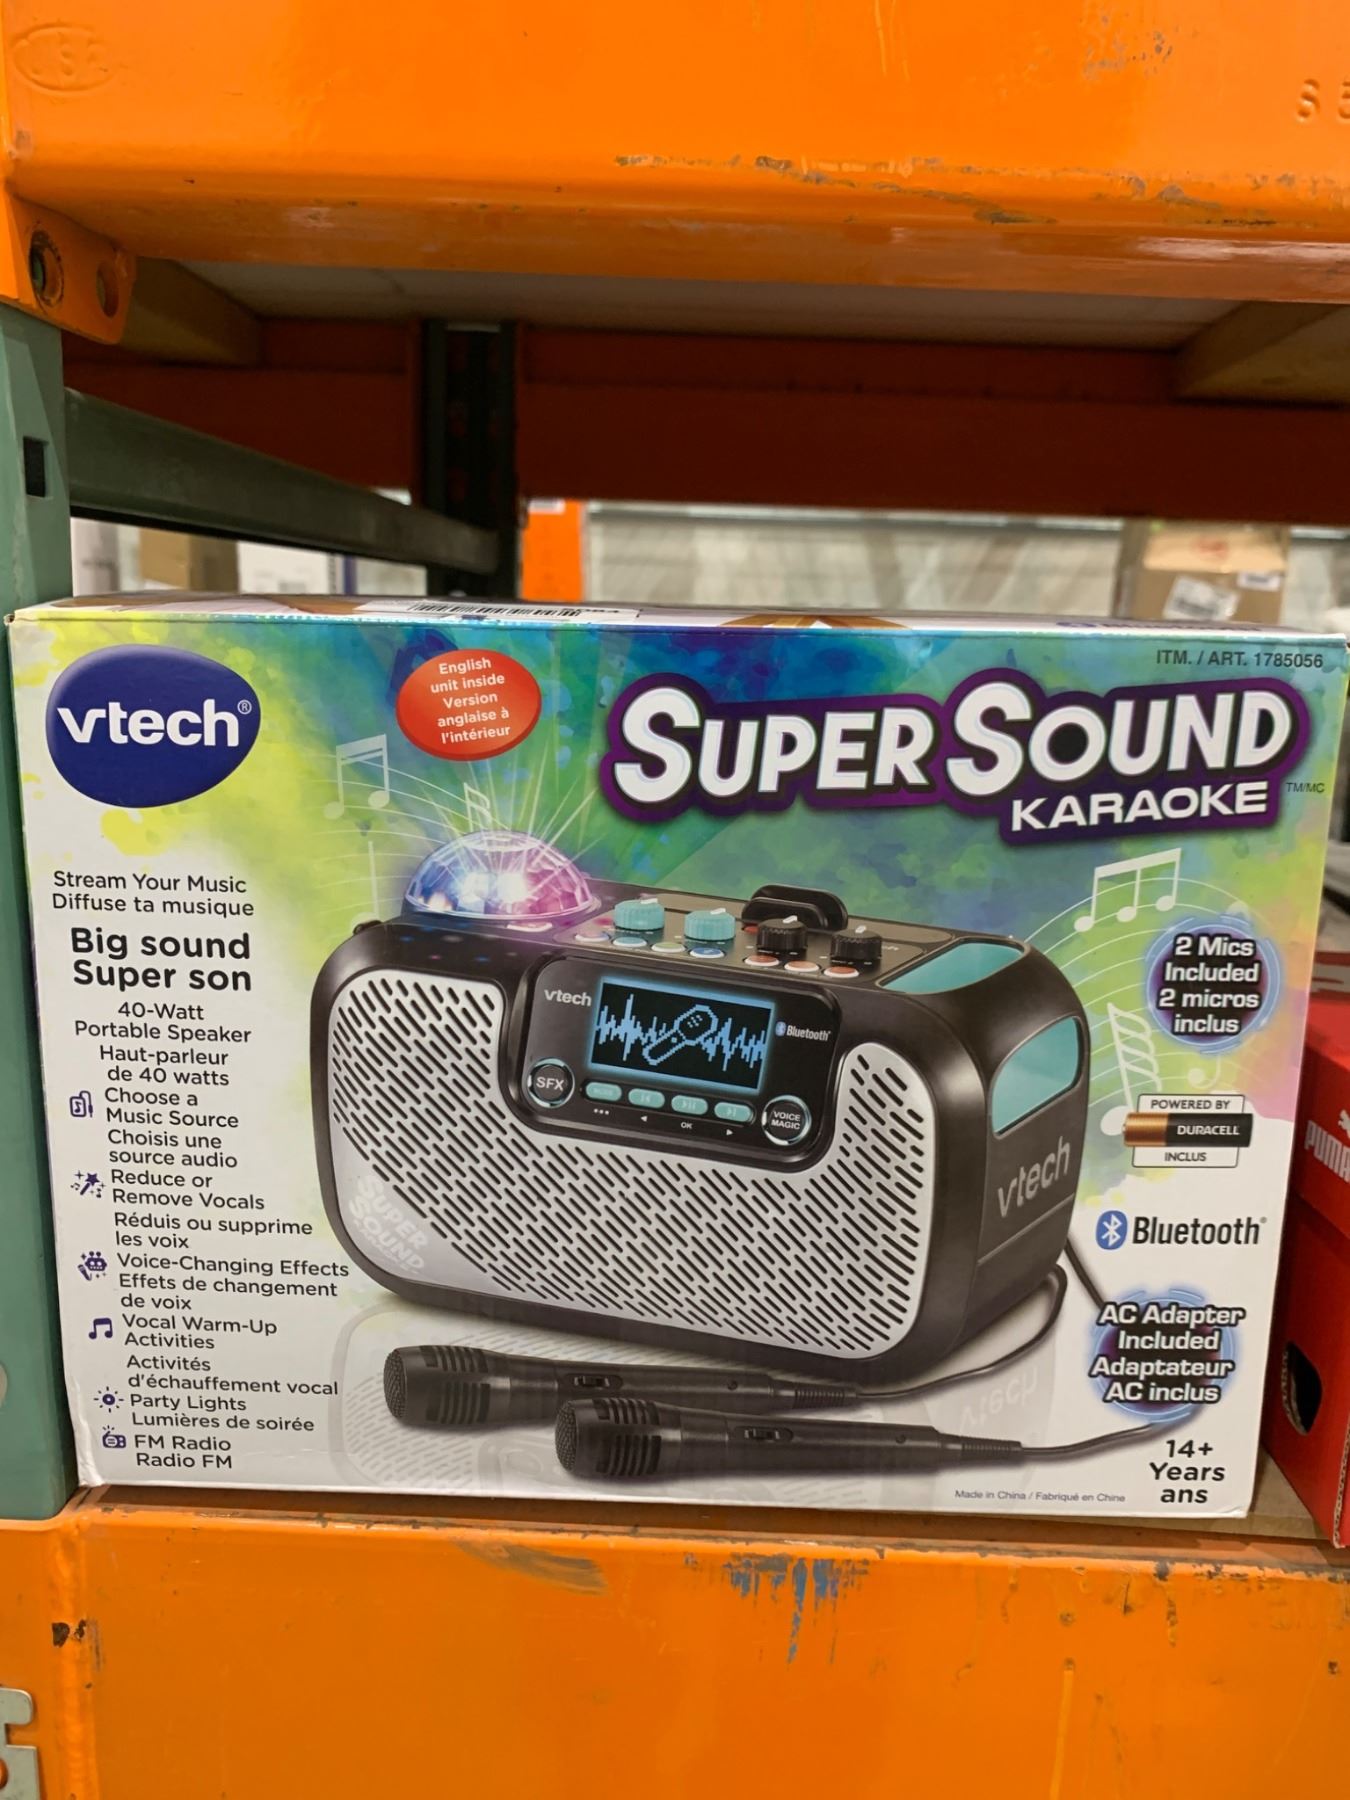 ITM. / ART. 1785056
vtech®
English
unit inside
Version
anglaise à
l'intérieur
SUPER SOUND
KARAOKE
TM/MC
Stream Your Music
Diffuse ta musique
Big sound
Super son
40-Watt
Portable Speaker
Haut-parleur
de 40 watts
Choose a
Music Source
Choisis une
source audio
Reduce or
Remove Vocals
Réduis ou supprime
les voix
Voice-Changing Effects
Effets de changement
de voix
Vocal Warm-Up
Activities
Activités
d'échauffement vocal
Party Lights
Lumières de soirée
FM Radio
Radio FM
vtech
Bluetooth
SFX
OK
VOICE
MAGIC
SUPER
SOUND
vtech
2 Mics
Included
2 micros
inclus
POWERED BY
DURACELL
INCLUS
Bluetooth®
AC Adapter
Included
Adaptateur
AC inclus
14+
Years
ans
Made in China / Fabriqué en Chine
PUMA